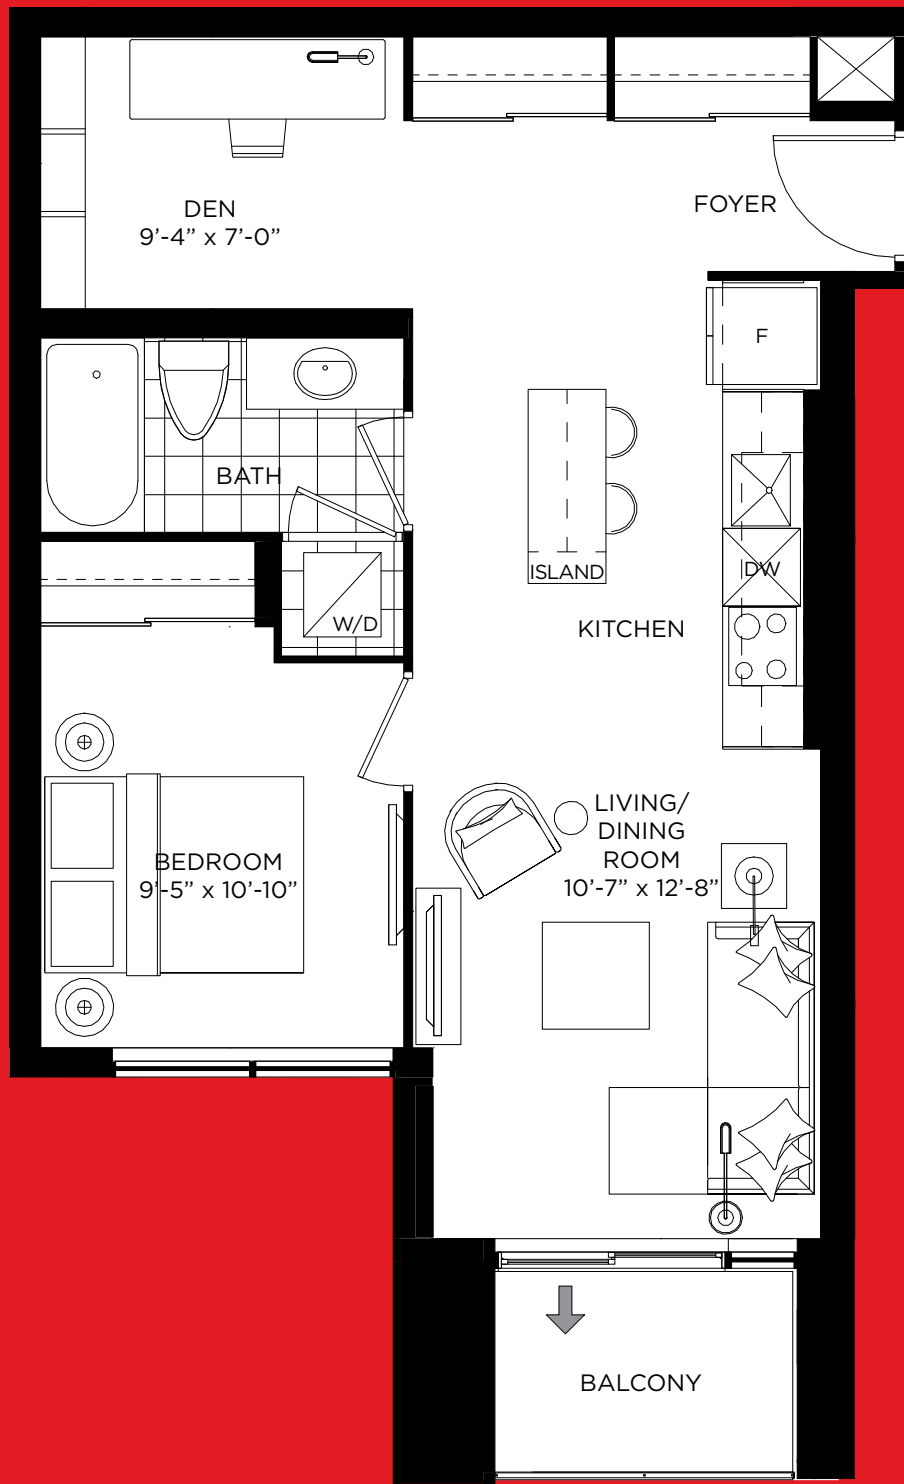 DEN
9’-4” x 7’-0”
FOYER
F
BATH
ISLAND
DW
W/D
KITCHEN
LIVING/
DINING
ROOM
10’-7” x 12’-8”
BEDROOM
9’-5” x 10’-10”
BALCONY